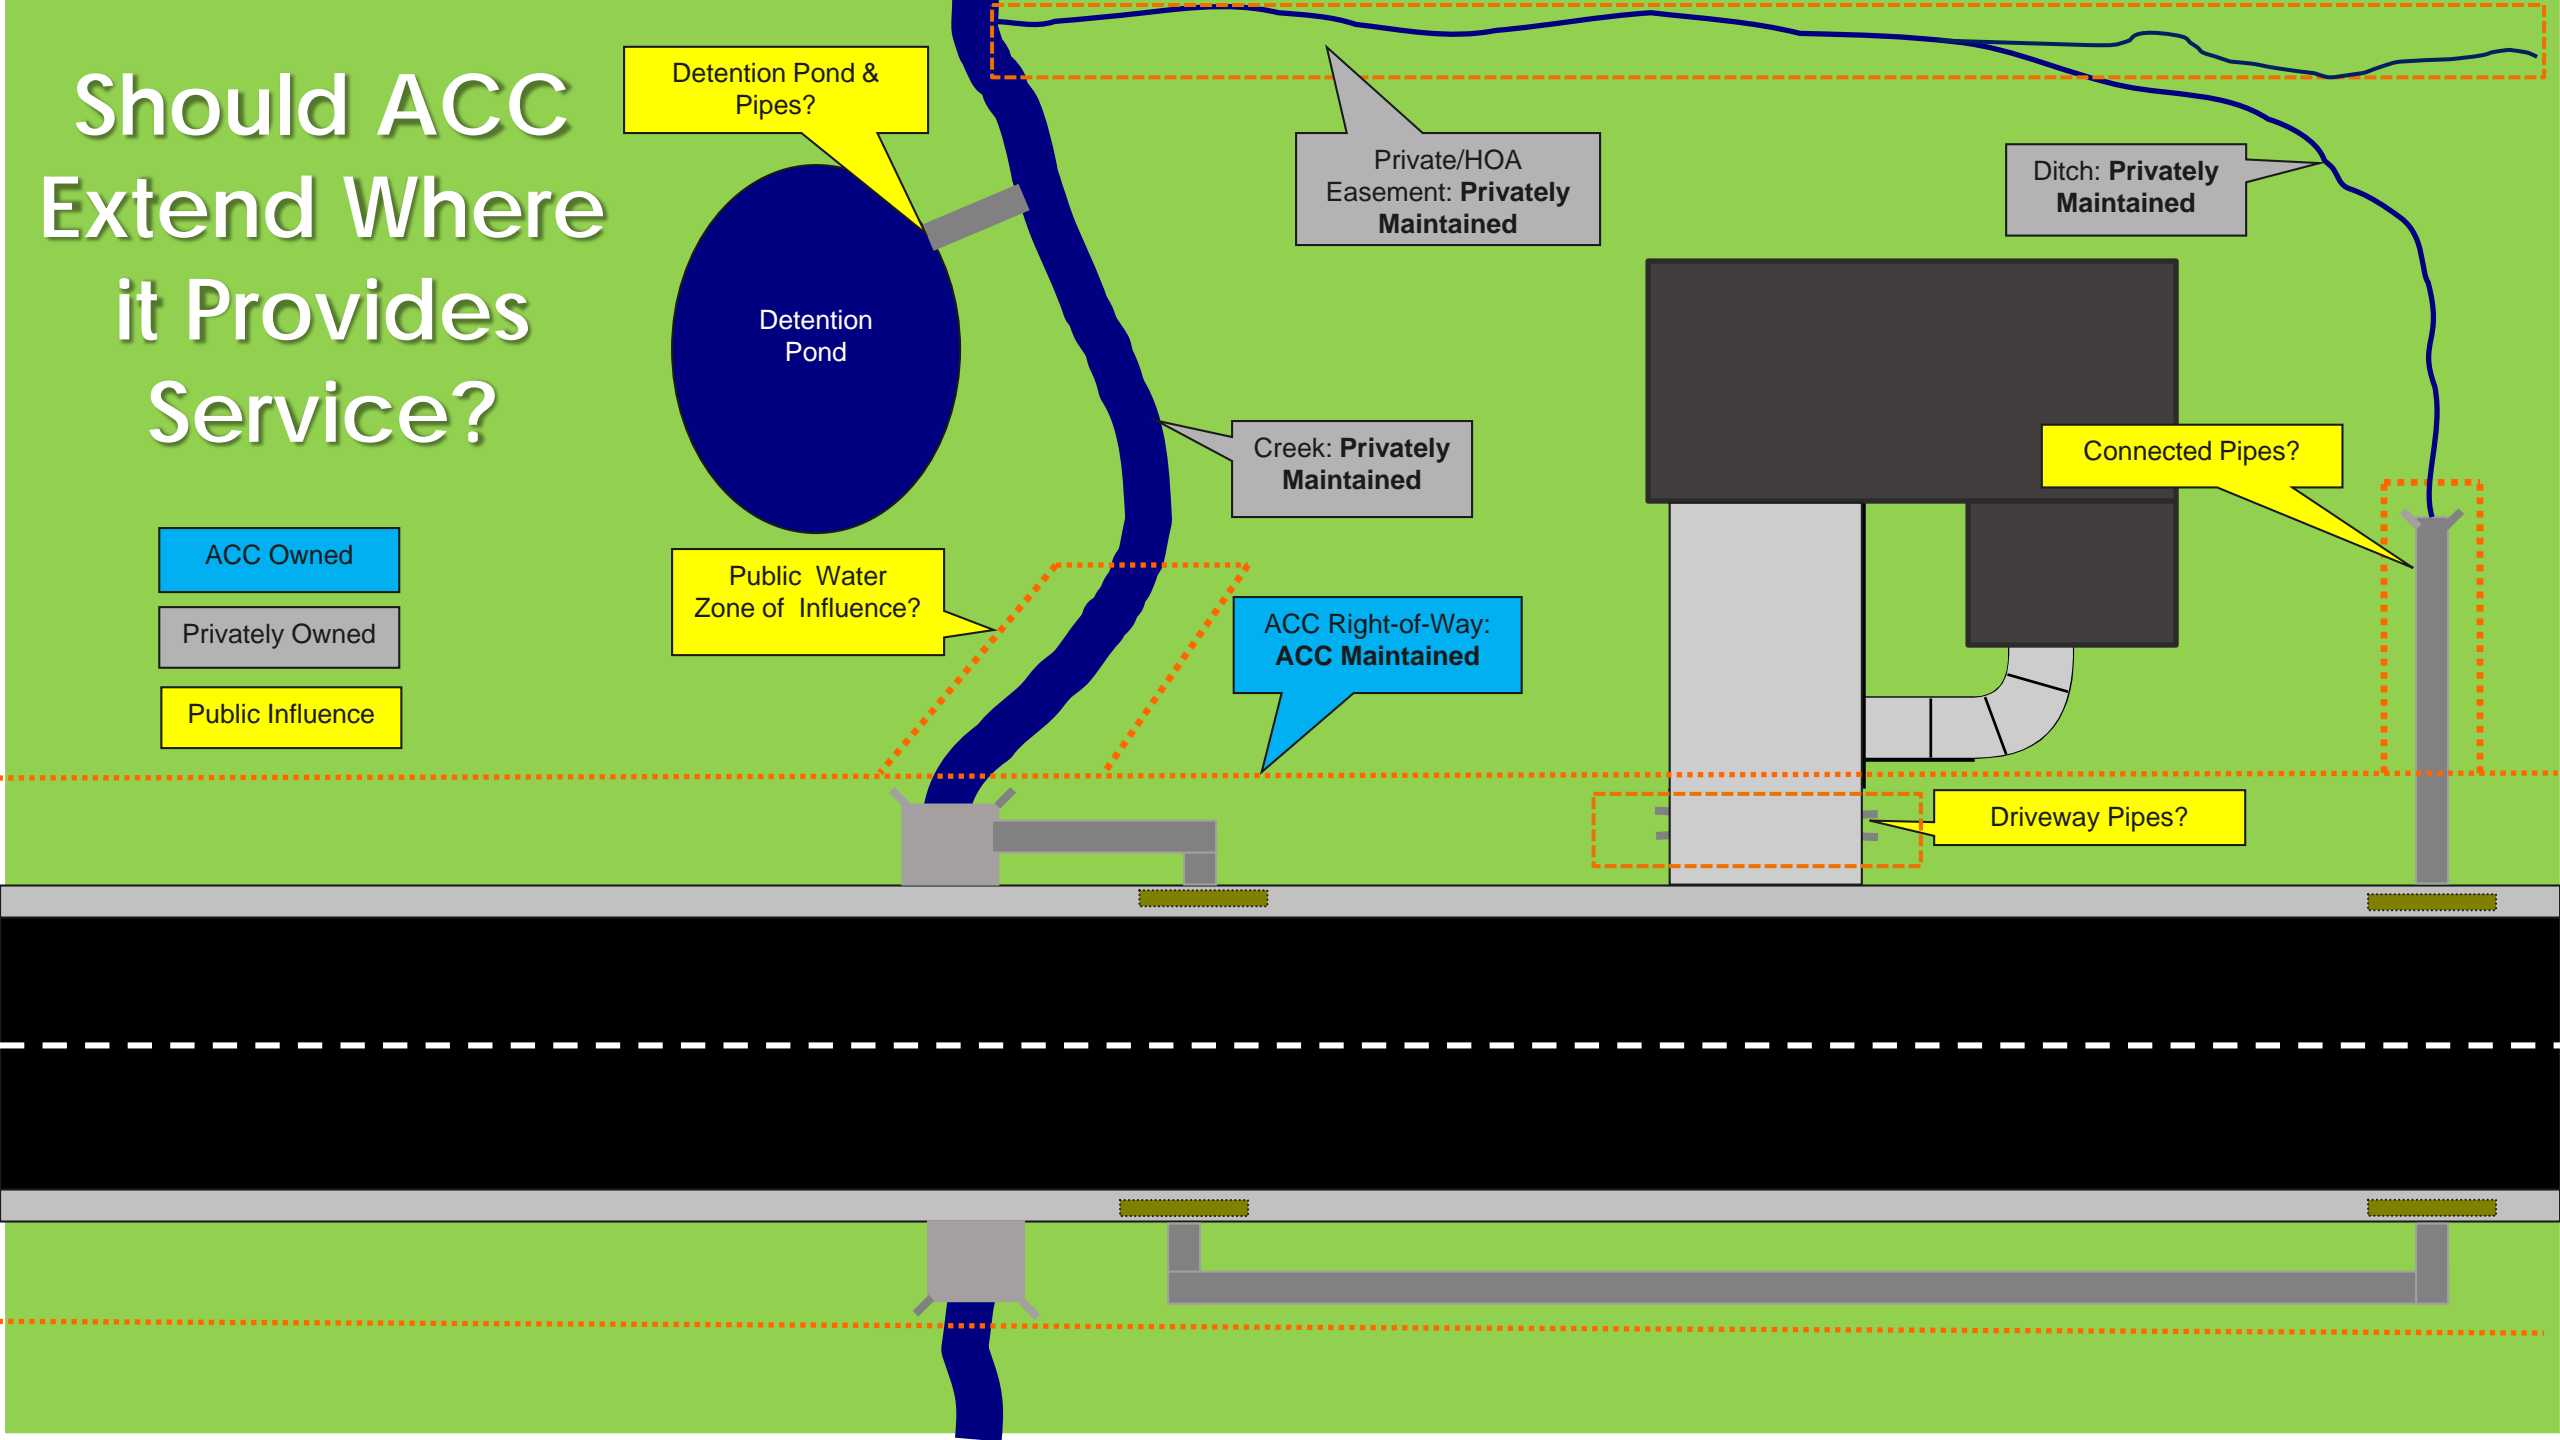 Should ACC
Extend Where
it Provides
Service?
Detention Pond &
Pipes?
Private/HOA
Easement: Privately
Maintained
Ditch: Privately
Maintained
Detention
Pond
Creek: Privately
Maintained
Connected Pipes?
ACC Owned
Privately Owned
Public Influence
Public Water
Zone of Influence?
ACC Right-of-Way:
ACC Maintained
Driveway Pipes?